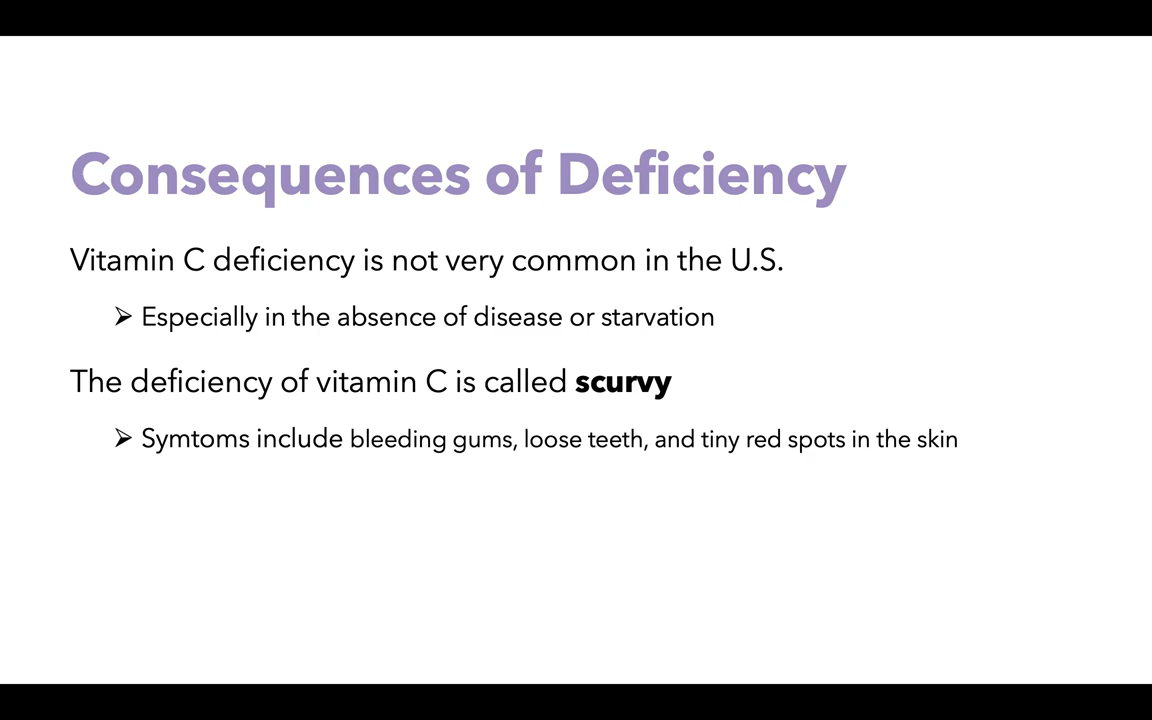 Consequences of Deficiency
Vitamin C deficiency is not very common in the U.S.
➢ Especially in the absence of disease or starvation
The deficiency of vitamin C is called scurvy
➢ Symtoms include bleeding gums, loose teeth, and tiny red spots in the skin